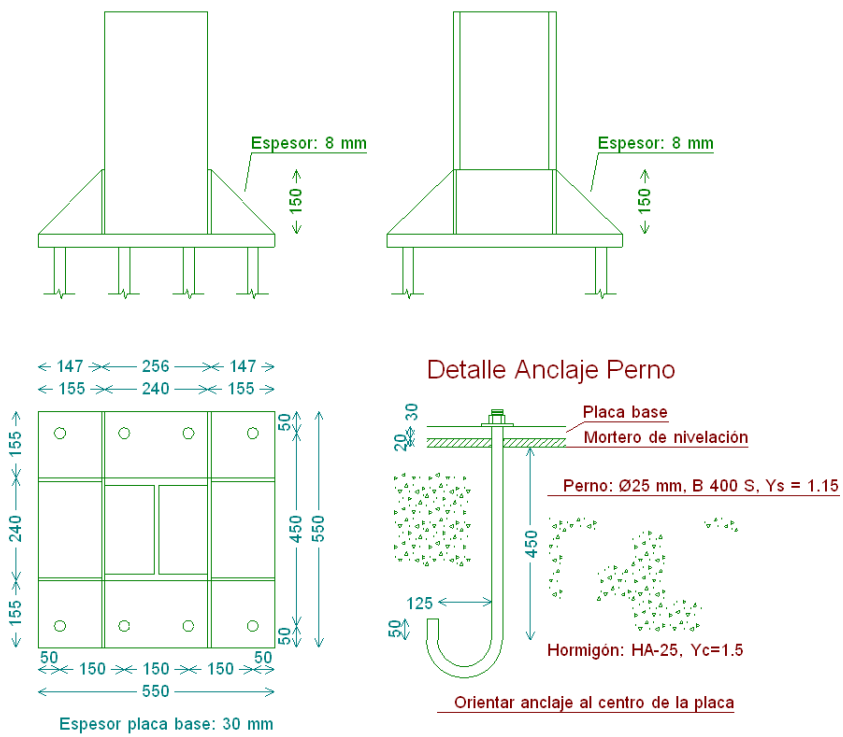 Espesor: 8 mm
150
Espesor: 8 mm
150
147 256 147
155 240 155
50
155
240
155
450
550
50
50 150 150 150 50
550
Espesor placa base: 30 mm
Detalle Anclaje Perno
30
20
Placa base
Mortero de nivelación
Perno: Ø25 mm, B 400 S, Ys = 1.15
450
125
50
Hormigón: HA-25, Yc=1.5
Orientar anclaje al centro de la placa